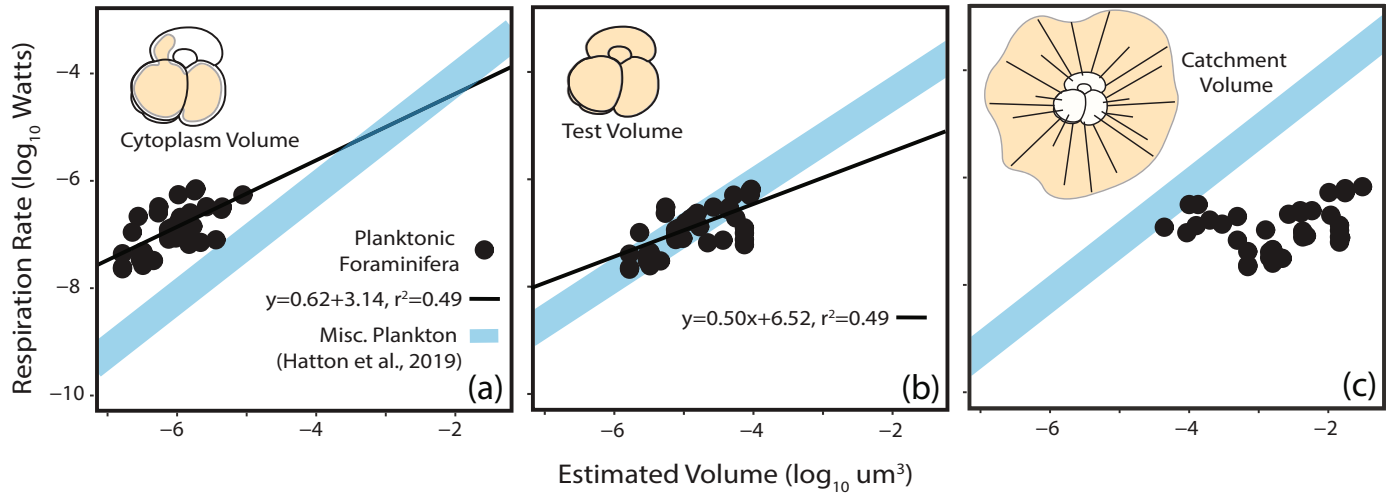 Respiration Rate (log₁₀ Watts)
−4
−6
−8
−10
Cytoplasm Volume
Planktonic
Foraminifera
y=0.62+3.14, r²=0.49
Misc. Plankton
(Hatton et al., 2019)
(a)
−6
−4
−2
Test Volume
y=0.50x+6.52, r²=0.49
(b)
−6
−4
−2
Catchment
Volume
(c)
−6
−4
−2
Estimated Volume (log₁₀ um³)